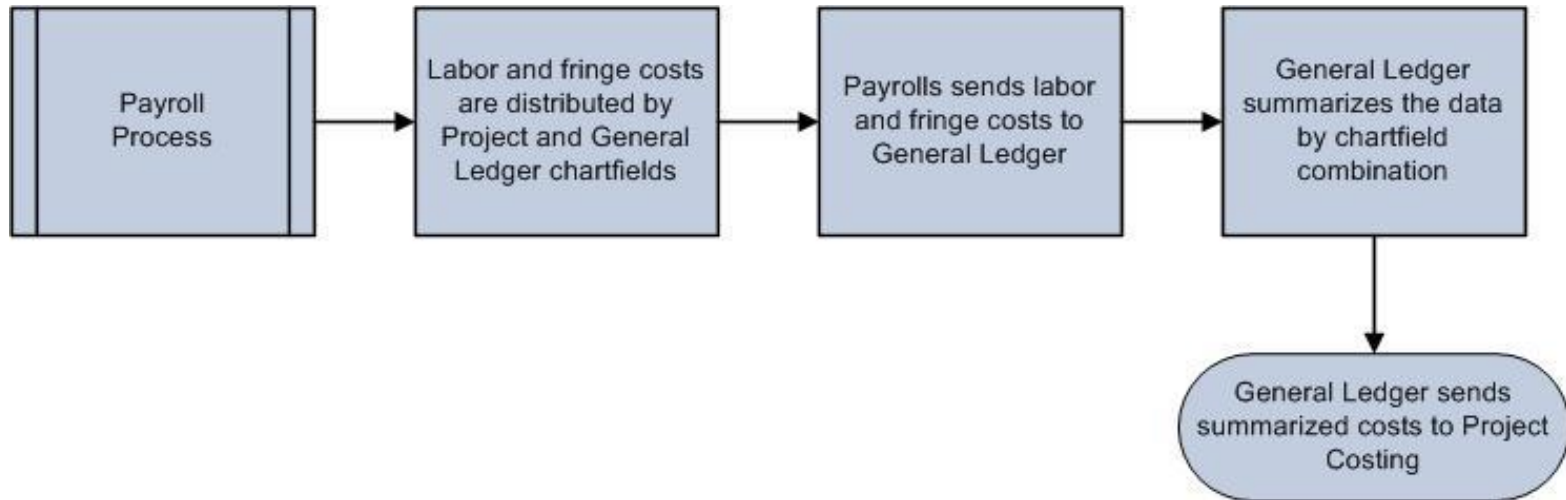 Payroll
Process
Labor and fringe costs
are distributed by
Project and General
Ledger chartfields
Payrolls sends labor
and fringe costs to
General Ledger
General Ledger
summarizes the data
by chartfield
combination
General Ledger sends
summarized costs to Project
Costing